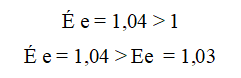 É e = 1,04 > 1
É e = 1,04 > Ee = 1,03